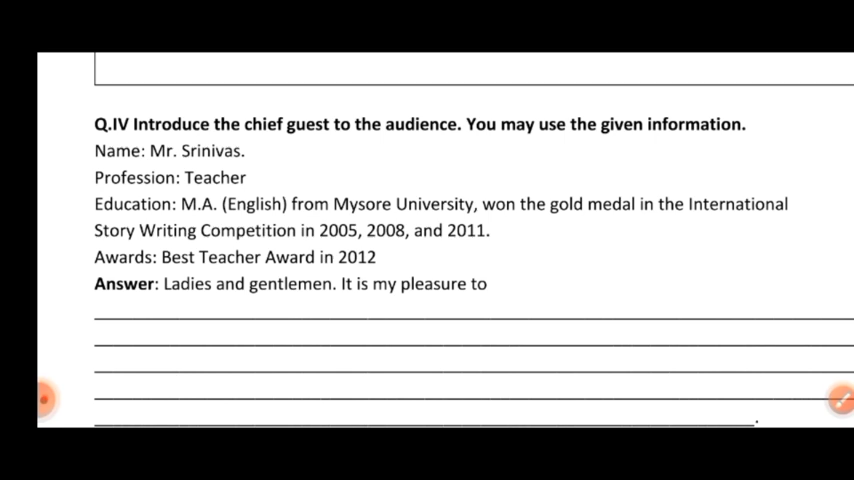 Q.IV Introduce the chief guest to the audience. You may use the given information.
Name: Mr. Srinivas.
Profession: Teacher
Education: M.A. (English) from Mysore University, won the gold medal in the International
Story Writing Competition in 2005, 2008, and 2011.
Awards: Best Teacher Award in 2012
Answer: Ladies and gentlemen. It is my pleasure to